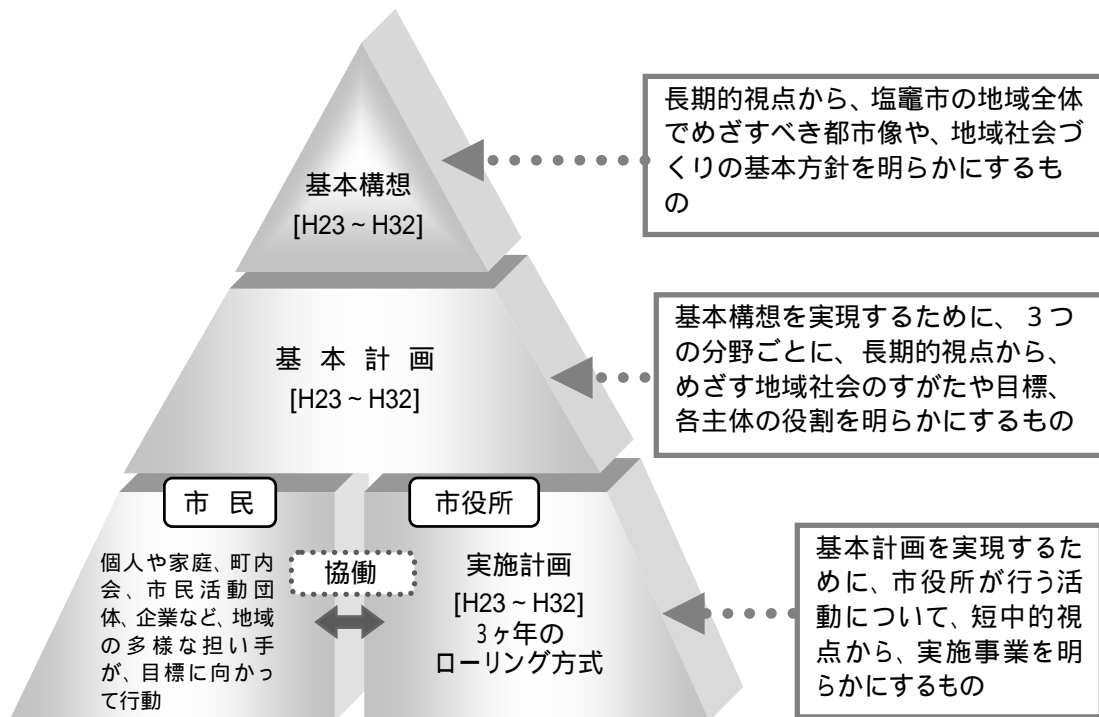 基本構想
[H23～H32]
長期的視点から、塩竈市の地域全体
でめざすべき都市像や、地域社会づ
くりの基本方針を明らかにするも
の
基本計画
[H23～H32]
基本構想を実現するために、３つ
の分野ごとに、長期的視点から、
めざす地域社会のすがたや目標、
各主体の役割を明らかにするもの
市民
個人や家庭、町内
会、市民活動団
体、企業など、地域
の多様な担い手
が、目標に向かっ
て行動
協働
市役所
実施計画
[H23～H32]
3ヶ年の
ローリング方式
基本計画を実現するた
めに、市役所が行う活
動について、短中的視
点から、実施事業を明
らかにするもの